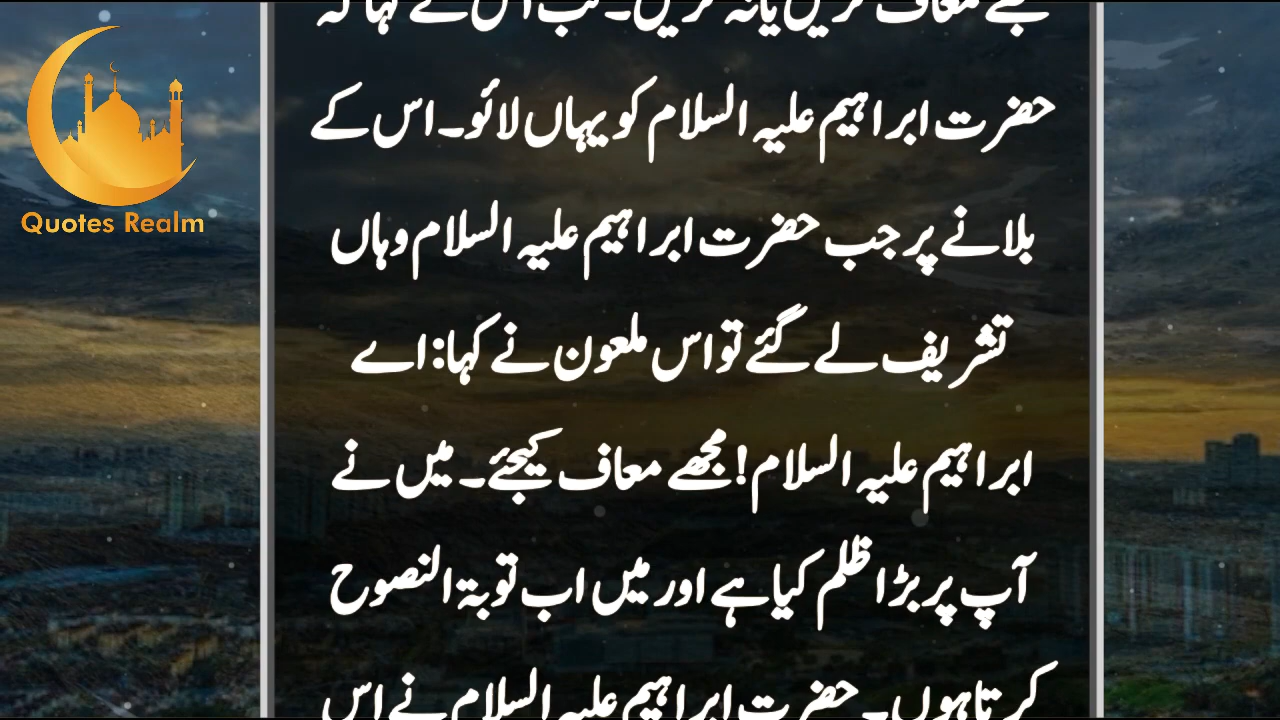 Quotes Realm
معاف کریں یا نہ کریں۔ تب اس نے کہا کہ
حضرت ابراہیم علیہ السلام کو یہاں لائو۔ اس کے
بلانے پر جب حضرت ابراہیم علیہ السلام وہاں
تشریف لے گئے تو اس ملعون نے کہا: اے
ابراہیم علیہ السلام! مجھے معاف کیجئے۔ میں نے
آپ پر بڑا ظلم کیا ہے اور میں اب توبۃ النصوح
کرتا ہوں۔ حضرت ابراہیم علیہ السلام نے اس